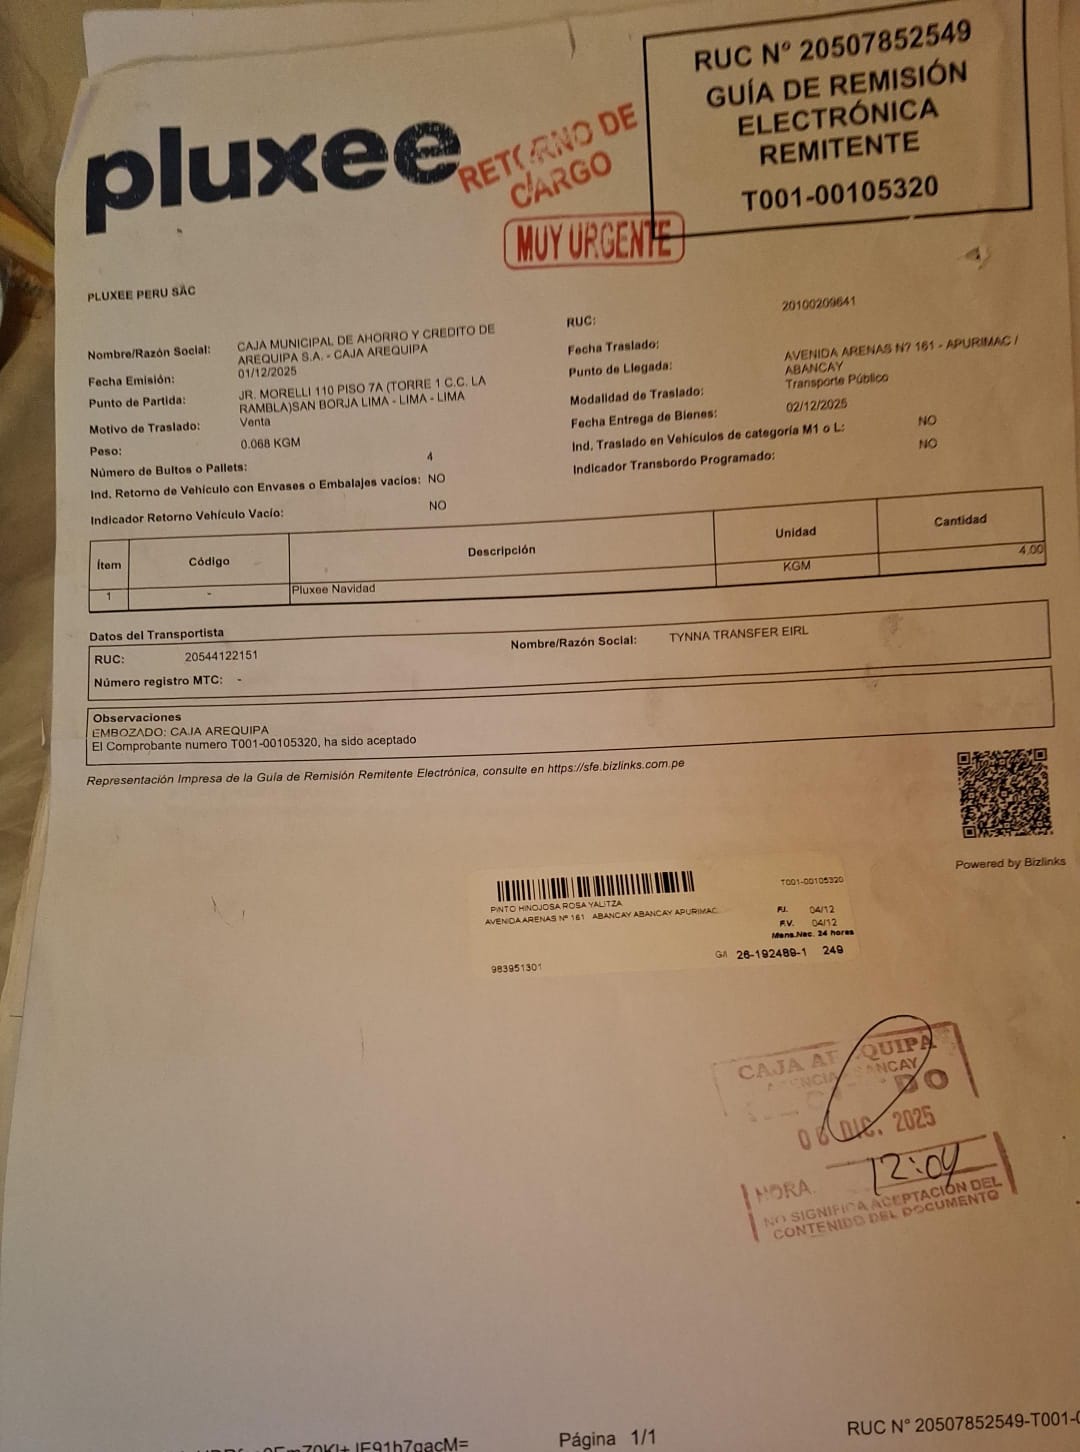 RUC N° 20507852549
GUÍA DE REMISIÓN
ELECTRÓNICA
REMITENTE
T001-00105320
pluxee
RETORNO DE
CARGO
MUY URGENTE
PLUXEE PERU SAC
Nombre/Razón Social: CAJA MUNICIPAL DE AHORRO Y CREDITO DE
AREQUIPA S.A. - CAJA AREQUIPA
Fecha Emisión: 01/12/2025
Punto de Partida: JR. MORELLI 110 PISO 7A (TORRE 1 C.C. LA
RAMBLA)SAN BORJA LIMA - LIMA - LIMA
Motivo de Traslado: Venta
Peso: 0.068 KGM
Número de Bultos o Pallets: 4
Ind. Retorno de Vehículo con Envases o Embalajes vacíos: NO
Indicador Retorno Vehículo Vacío: NO
RUC: 20100209641
Fecha Traslado:
Punto de Llegada: AVENIDA ARENAS N? 161 - APURIMAC /
ABANCAY
Modalidad de Traslado: Transporte Público
Fecha Entrega de Bienes: 02/12/2025
Ind. Traslado en Vehículos de categoría M1 o L: NO
Indicador Transbordo Programado: NO
Ítem Código Descripción Unidad Cantidad
1 - Pluxee Navidad KGM 4.00
Datos del Transportista
RUC: 20544122151 Nombre/Razón Social: TYNNA TRANSFER EIRL
Número registro MTC: -
Observaciones
EMBOZADO: CAJA AREQUIPA
El Comprobante numero T001-00105320, ha sido aceptado
Representación Impresa de la Guía de Remisión Remitente Electrónica, consulte en https://sfe.bizlinks.com.pe
Powered by Bizlinks
T001-00105320
PINTO HINOJOSA ROSA YALITZA
AVENIDA ARENAS Nº 161 ABANCAY ABANCAY APURIMAC
F.I. 04/12
F.V. 04/12
Mens.Nac. 24 horas
G/I 26-192489-1 249
983951301
CAJA AREQUIPA
AGENCIA ABANCAY
DIC. 2025
HORA. 12:04
NO SIGNIFICA ACEPTACIÓN DEL
CONTENIDO DEL DOCUMENTO
Página 1/1
RUC N° 20507852549-T001-0